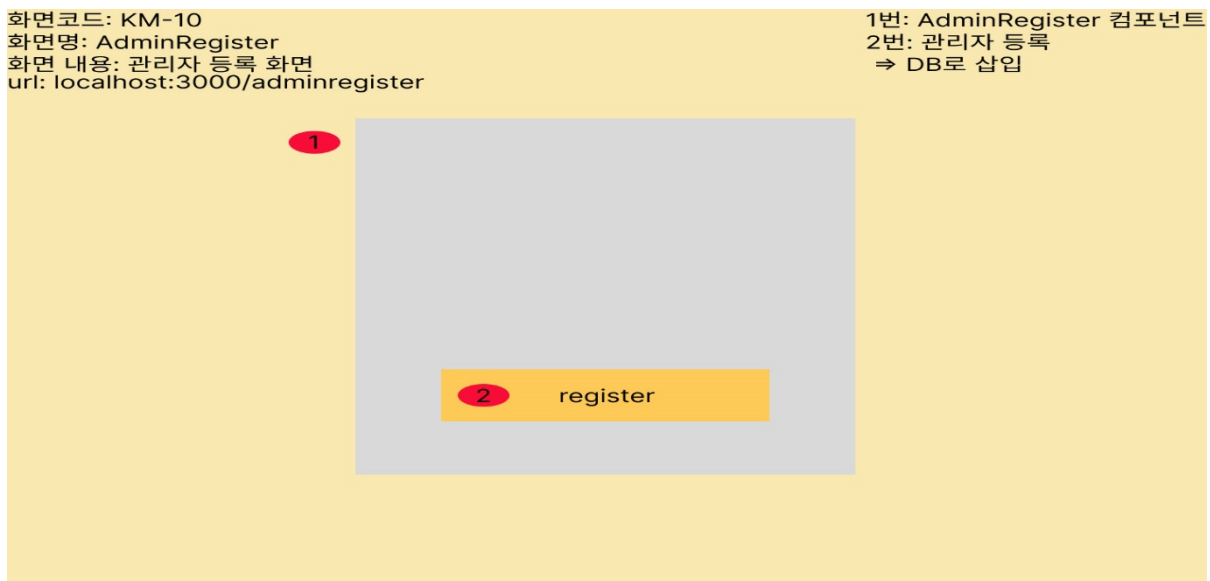 화면코드: KM-10
화면명: AdminRegister
화면 내용: 관리자 등록 화면
url: localhost:3000/adminregister
1번: AdminRegister 컴포넌트
2번: 관리자 등록
⇒ DB로 삽입
1
2 register